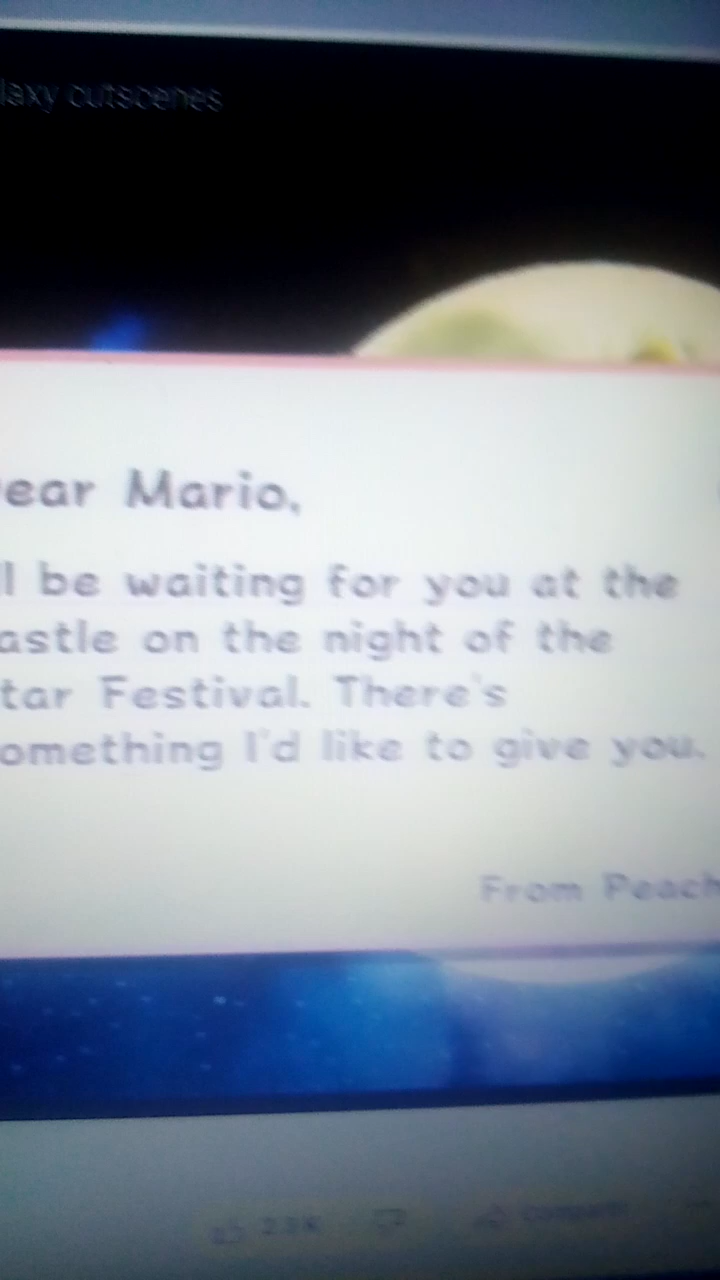 laxy cutscenes
ear Mario,
ll be waiting for you at the
astle on the night of the
tar Festival. There's
omething I'd like to give you.
From Peach